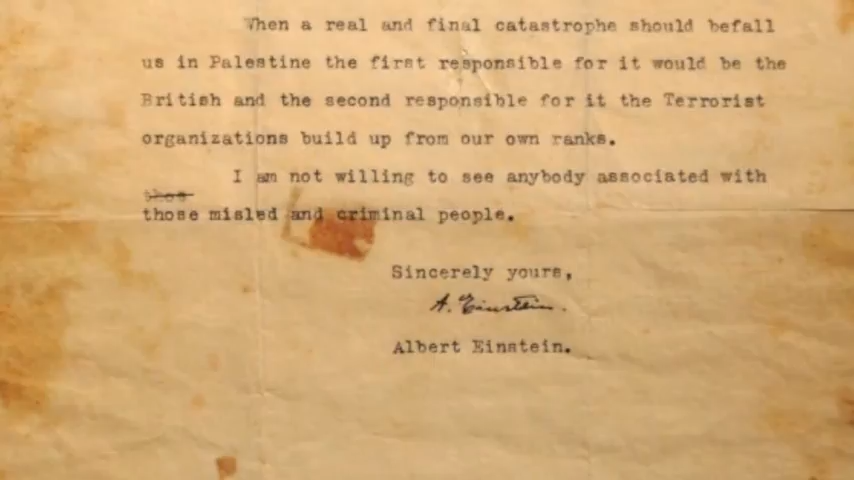 When a real and final catastrophe should befall
us in Palestine the first responsible for it would be the
British and the second responsible for it the Terrorist
organizations build up from our own ranks.
I am not willing to see anybody associated with
thos
those misled and criminal people.
Sincerely yours,
A. Einstein.
Albert Einstein.